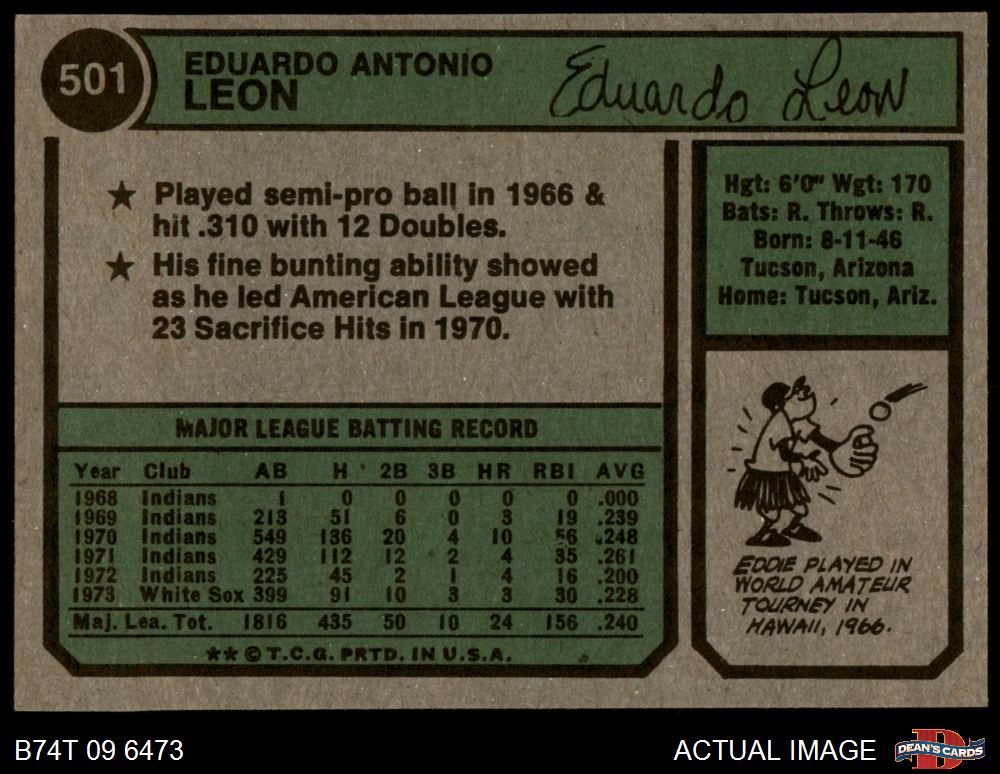 501
EDUARDO ANTONIO
LEON
Eduardo Leon
★ Played semi-pro ball in 1966 &
hit .310 with 12 Doubles.
★ His fine bunting ability showed
as he led American League with
23 Sacrifice Hits in 1970.
Hgt: 6'0" Wgt: 170
Bats: R. Throws: R.
Born: 8-11-46
Tucson, Arizona
Home: Tucson, Ariz.
MAJOR LEAGUE BATTING RECORD
Year Club AB H 2B 3B HR RBI AVG
1968 Indians 1 0 0 0 0 0 .000
1969 Indians 213 51 6 0 3 19 .239
1970 Indians 549 136 20 4 10 56 .248
1971 Indians 429 112 12 2 4 35 .261
1972 Indians 225 45 2 1 4 16 .200
1973 White Sox 399 91 10 3 3 30 .228
Maj. Lea. Tot. 1816 435 50 10 24 156 .240
** © T.C.G. PRTD. IN U.S.A.
EDDIE PLAYED IN
WORLD AMATEUR
TOURNEY IN
HAWAII, 1966.
B74T 09 6473
ACTUAL IMAGE
DEAN'S CARDS